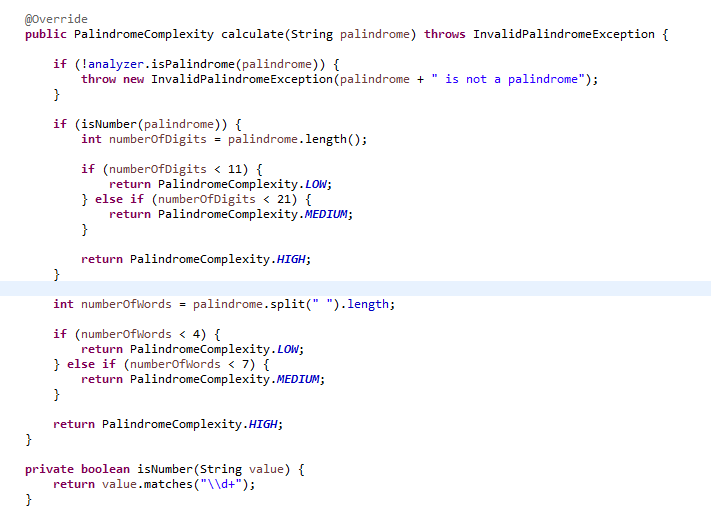 @Override
public PalindromeComplexity calculate(String palindrome) throws InvalidPalindromeException {
if (!analyzer.isPalindrome(palindrome)) {
throw new InvalidPalindromeException(palindrome + " is not a palindrome");
}
if (isNumber(palindrome)) {
int numberOfDigits = palindrome.length();
if (numberOfDigits < 11) {
return PalindromeComplexity.LOW;
} else if (numberOfDigits < 21) {
return PalindromeComplexity.MEDIUM;
}
return PalindromeComplexity.HIGH;
}
int numberOfWords = palindrome.split(" ").length;
if (numberOfWords < 4) {
return PalindromeComplexity.LOW;
} else if (numberOfWords < 7) {
return PalindromeComplexity.MEDIUM;
}
return PalindromeComplexity.HIGH;
}
private boolean isNumber(String value) {
return value.matches("\\d+");
}